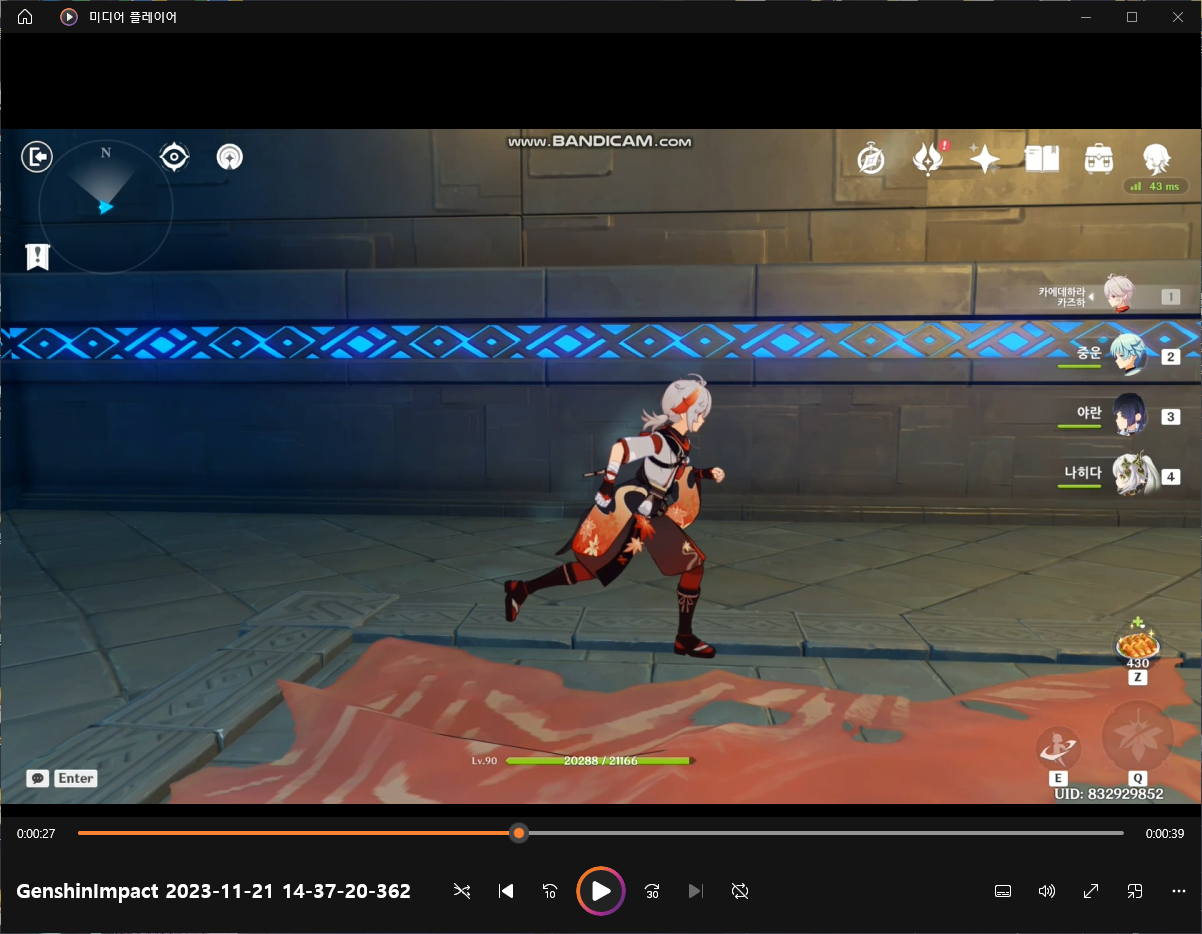 미디어 플레이어
www.BANDICAM.com
N
43 ms
카에데하라
카즈하
1
중운
2
야란
3
나히다
4
430
Z
Lv.90
20288 / 21166
Enter
E
Q
UID: 832929852
0:00:27
0:00:39
GenshinImpact 2023-11-21 14-37-20-362
10
30